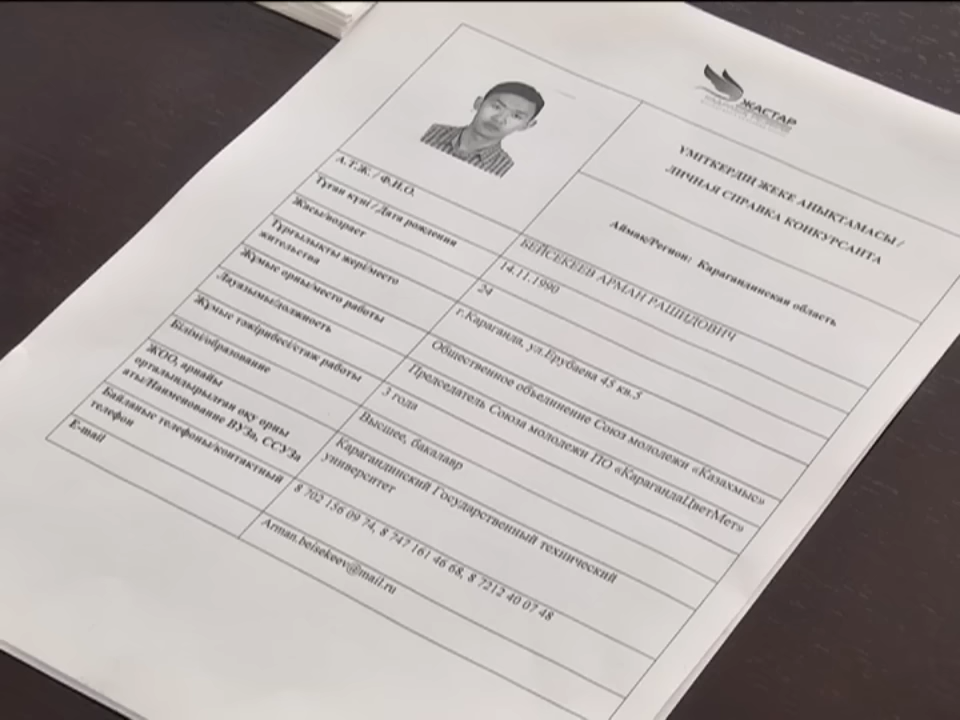 ЖАСТАР
ҮМІТКЕРДІҢ ЖЕКЕ АНЫКТАМАСЫ /
ЛИЧНАЯ СПРАВКА КОНКУРСАНТА
Аймақ/Регион: Карагандинская область
А.Т.Ж. / Ф.И.О.
БЕЙСЕКЕЕВ АРМАН РАШИДОВИЧ
Туған күні / Дата рождения
14.11.1990
Жасы/возраст
24
Тұрғылықты жері/место
жительства
г.Караганда, ул.Ерубаева 45 кв.5
Жұмыс орны/место работы
Общественное объединение Союз молодежи «Казахмыс»
Лауазымы/должность
Председатель Союза молодежи ПО «КарагандаЦветМет»
Жұмыс тәжірибесі/стаж работы
3 года
Білімі/образование
Высшее, бакалавр
ЖОО, арнайы
орталындырылған оқу орны
аты/Наименование ВУЗа, ССУЗа
Карагандинский Государственный технический
университет
Байланыс телефоны/контактный
телефон
8 702 156 09 74, 8 747 161 46 68, 8 7212 40 07 48
E-mail
Arman.beisekeev@mail.ru